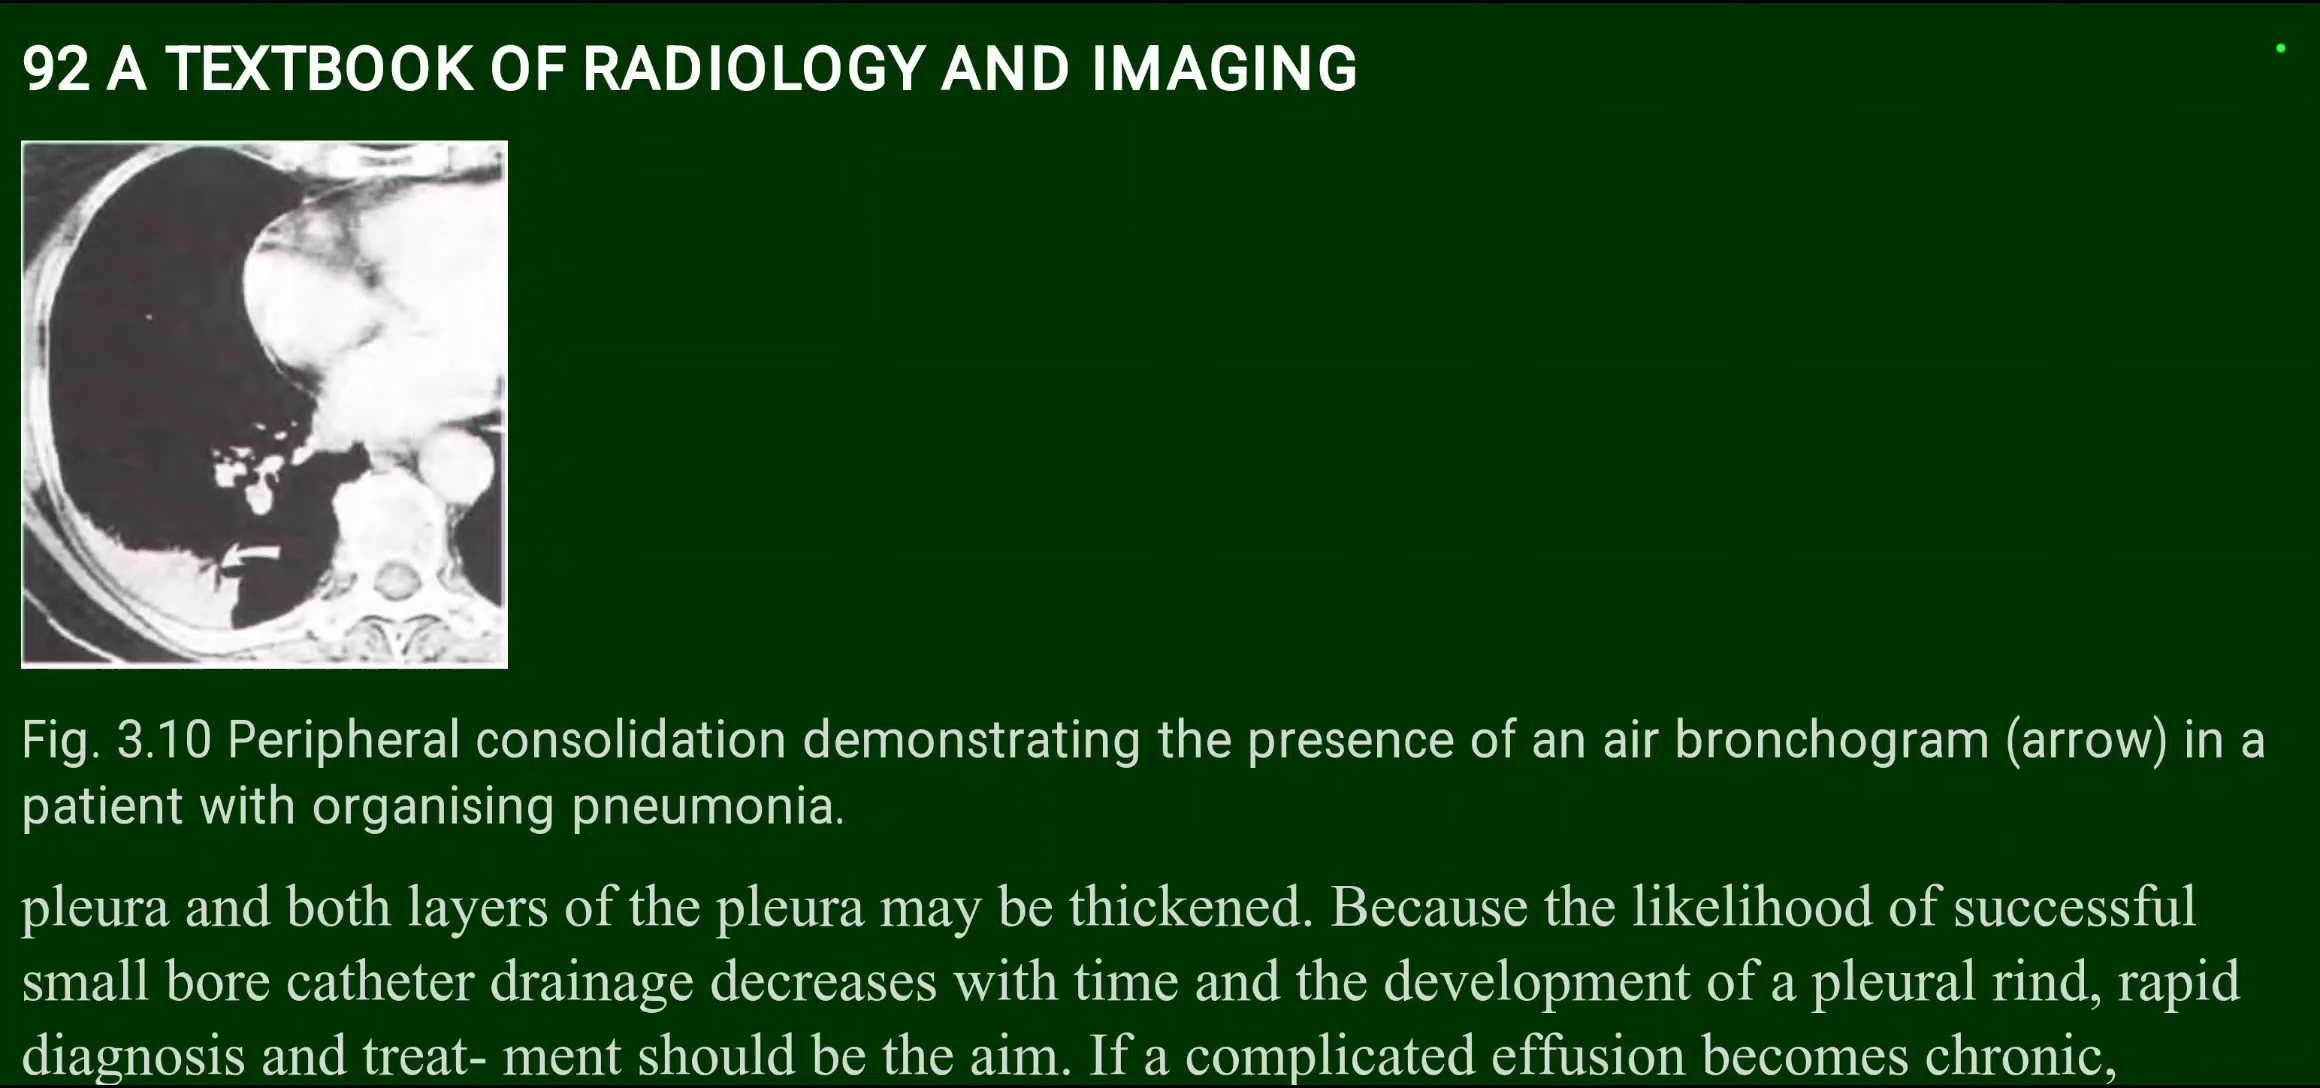 92 A TEXTBOOK OF RADIOLOGY AND IMAGING
Fig. 3.10 Peripheral consolidation demonstrating the presence of an air bronchogram (arrow) in a
patient with organising pneumonia.
pleura and both layers of the pleura may be thickened. Because the likelihood of successful
small bore catheter drainage decreases with time and the development of a pleural rind, rapid
diagnosis and treat- ment should be the aim. If a complicated effusion becomes chronic,